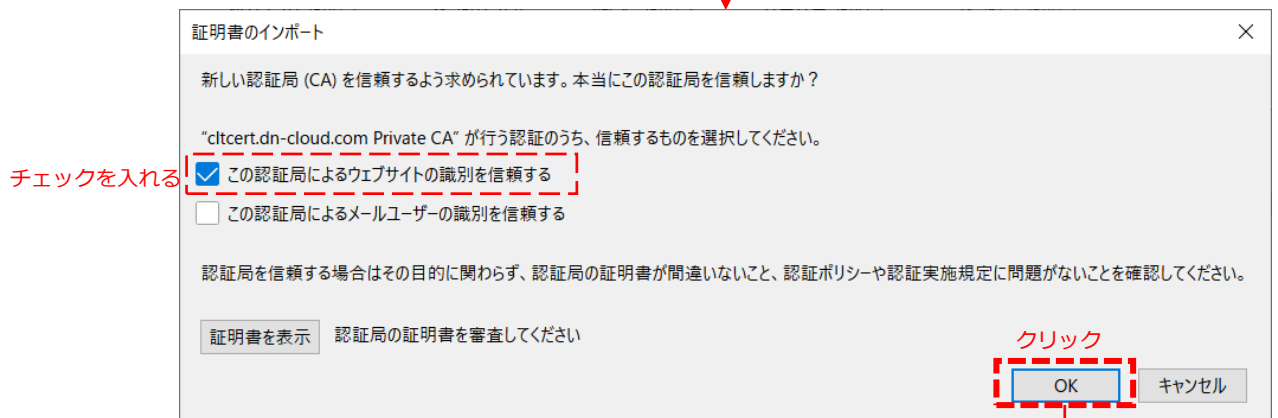 証明書のインポート
新しい認証局 (CA) を信頼するよう求められています。本当にこの認証局を信頼しますか？
“cltcert.dn-cloud.com Private CA” が行う認証のうち、信頼するものを選択してください。
チェックを入れる
この認証局によるウェブサイトの識別を信頼する
この認証局によるメールユーザーの識別を信頼する
認証局を信頼する場合はその目的に関わらず、認証局の証明書が間違いないこと、認証ポリシーや認証実施規定に問題がないことを確認してください。
証明書を表示 認証局の証明書を審査してください
クリック
OK キャンセル